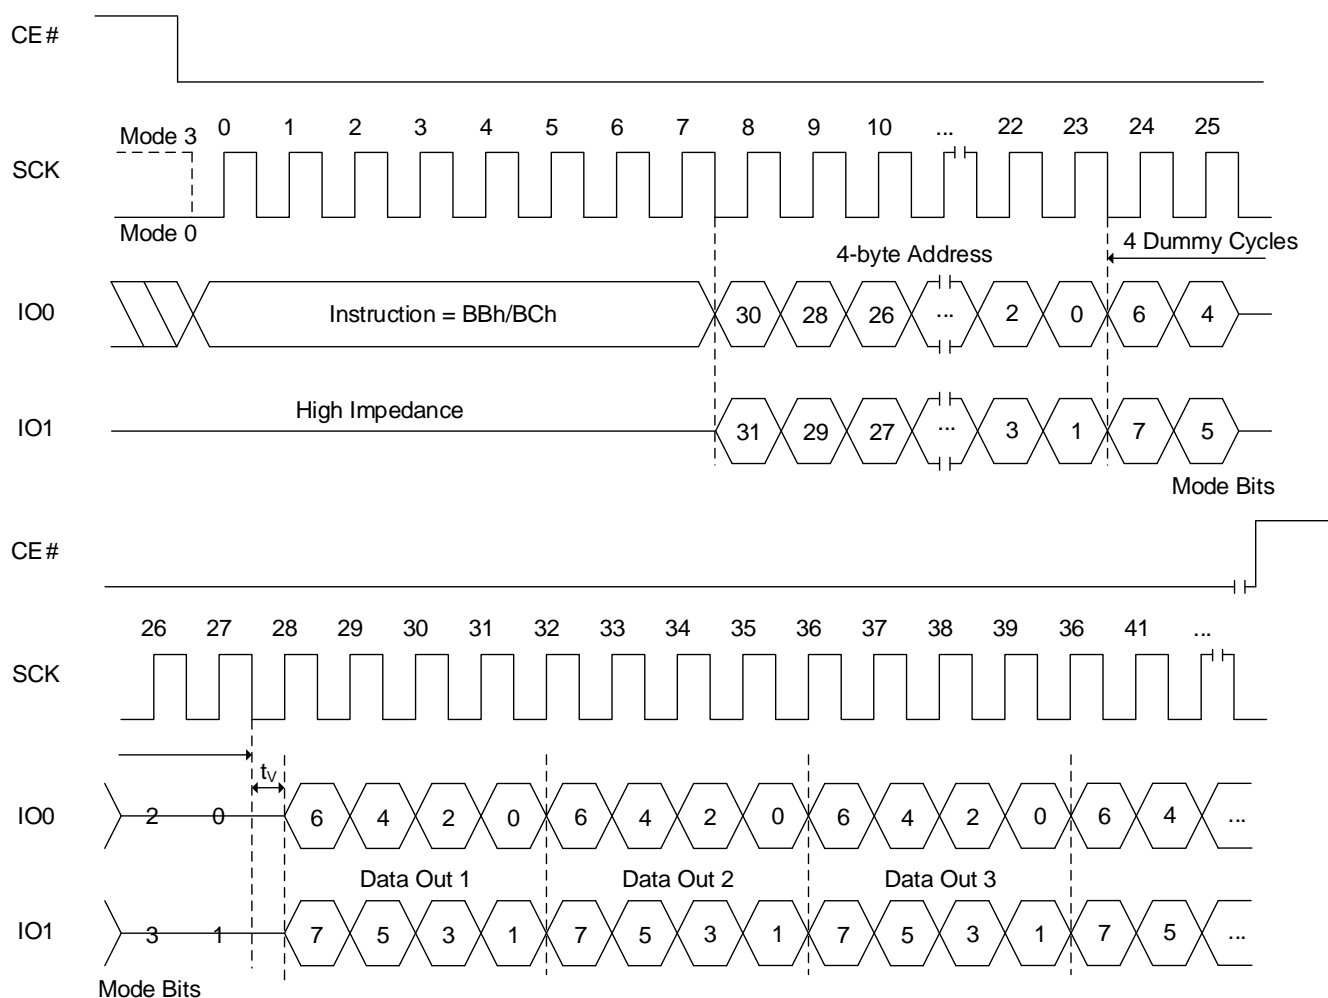 CE#
Mode 3 0 1 2 3 4 5 6 7 8 9 10 ... 22 23 24 25
SCK
Mode 0
4-byte Address 4 Dummy Cycles
IO0 Instruction = BBh/BCh 30 28 26 ... 2 0 6 4
High Impedance
IO1 31 29 27 ... 3 1 7 5
Mode Bits
CE#
26 27 28 29 30 31 32 33 34 35 36 37 38 39 36 41 ...
SCK
tV
IO0 2 0 6 4 2 0 6 4 2 0 6 4 2 0 6 4 ...
Data Out 1 Data Out 2 Data Out 3
IO1 3 1 7 5 3 1 7 5 3 1 7 5 3 1 7 5 ...
Mode Bits